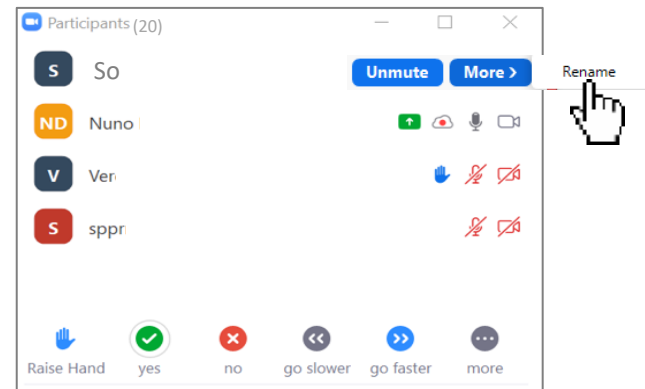 Participants (20)
S So Unmute More > Rename
ND Nuno
V Ver
S sppr
Raise Hand yes no go slower go faster more